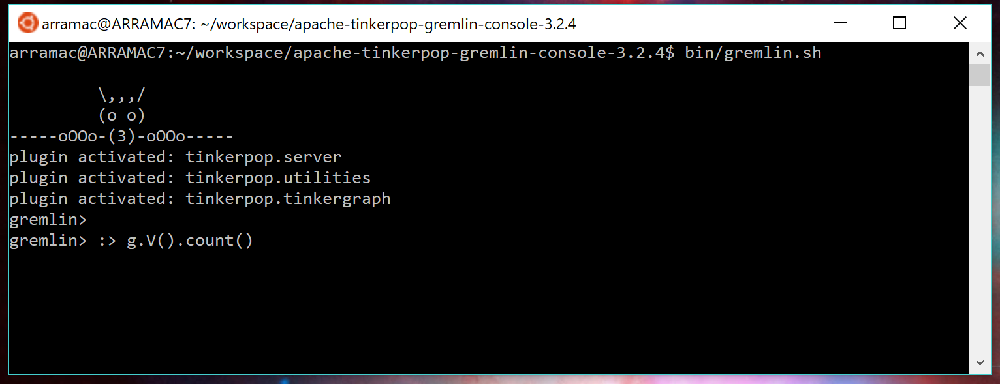 arramac@ARRAMAC7: ~/workspace/apache-tinkerpop-gremlin-console-3.2.4
arramac@ARRAMAC7:~/workspace/apache-tinkerpop-gremlin-console-3.2.4$ bin/gremlin.sh
         \,,,/
         (o o)
-----oOOo-(3)-oOOo-----
plugin activated: tinkerpop.server
plugin activated: tinkerpop.utilities
plugin activated: tinkerpop.tinkergraph
gremlin>
gremlin> :> g.V().count()